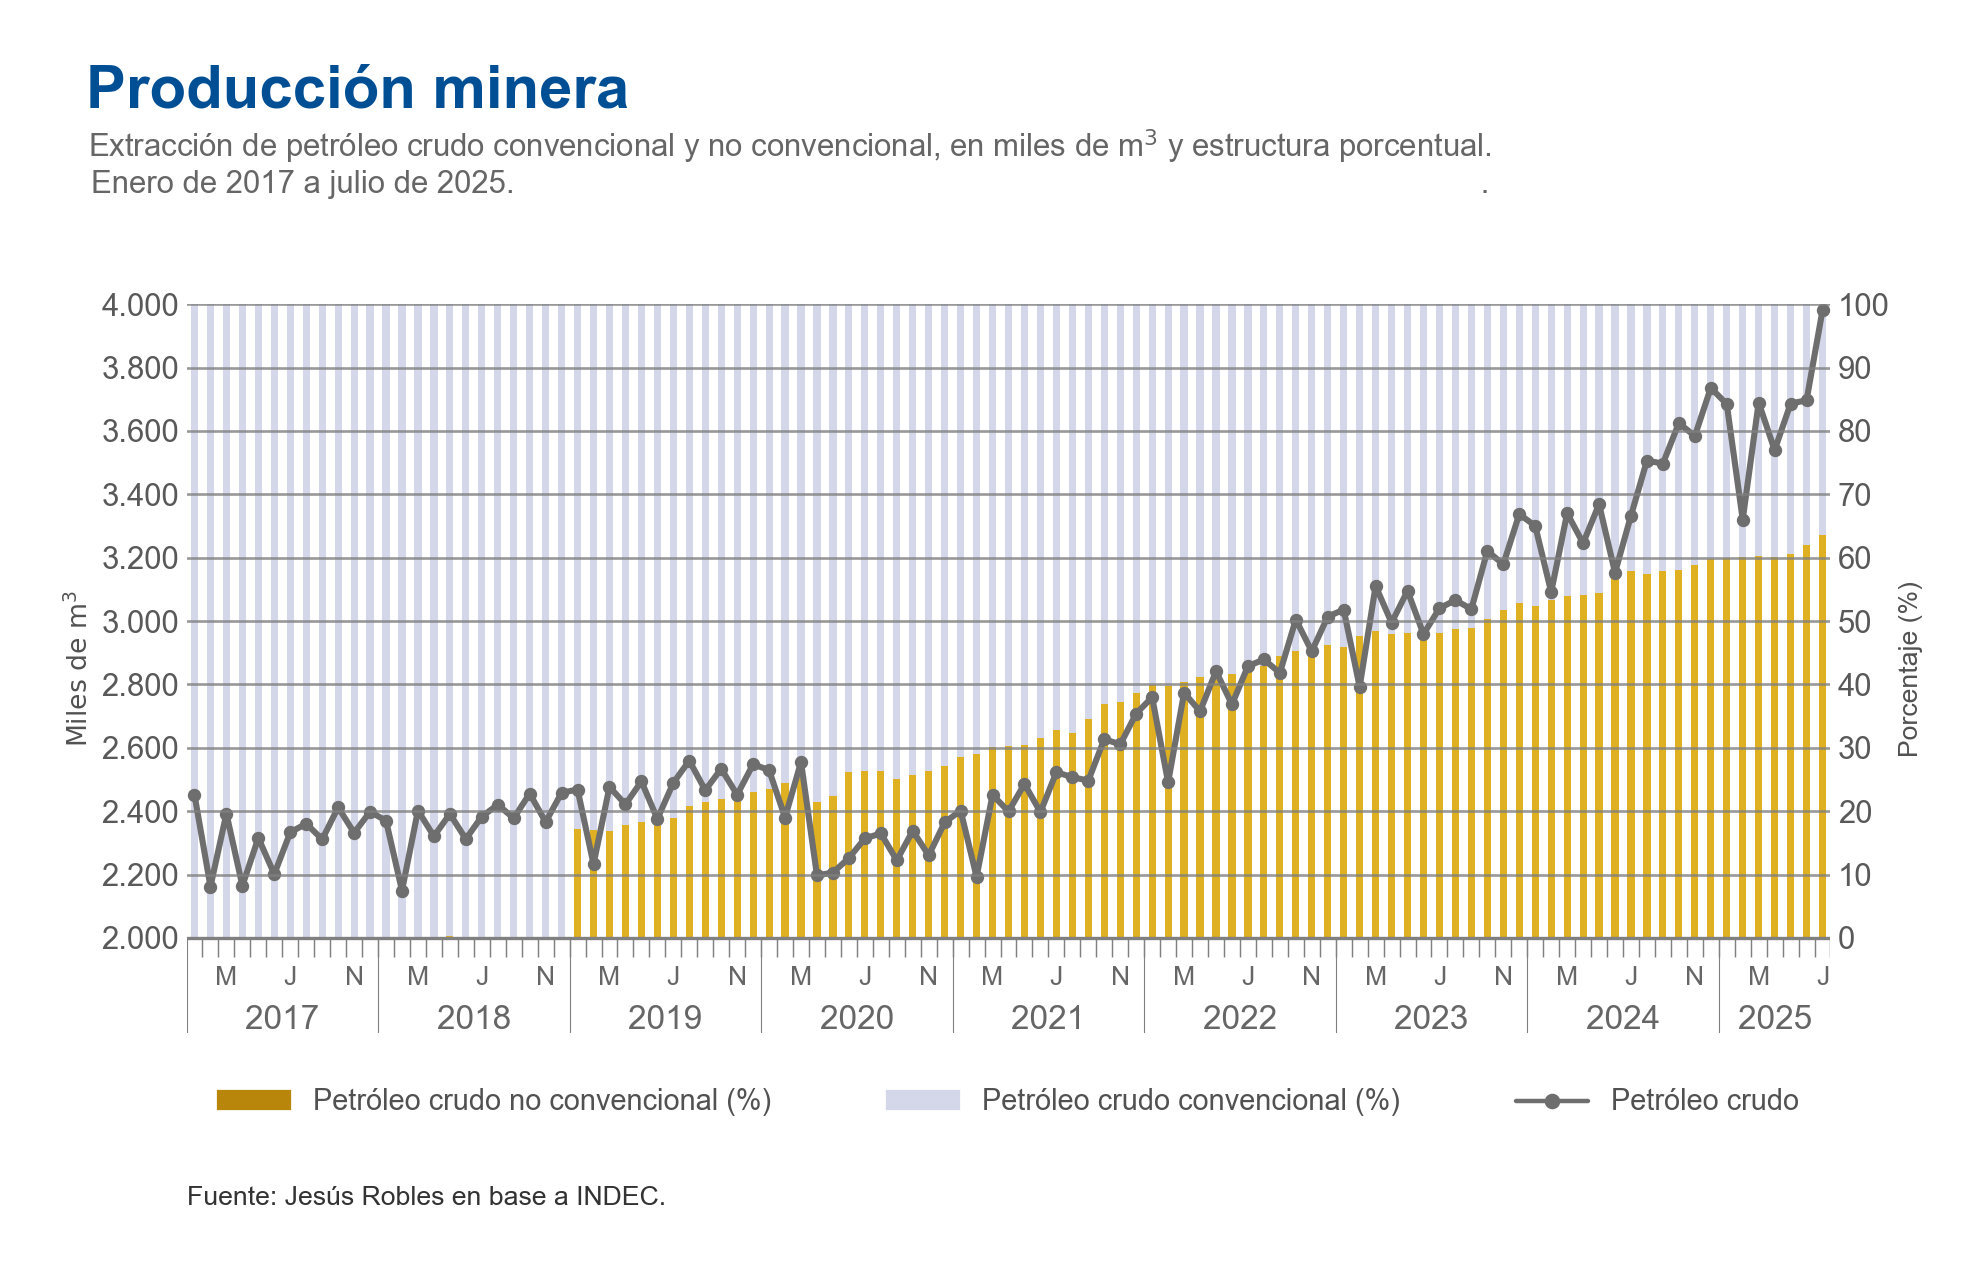 Producción minera
Extracción de petróleo crudo convencional y no convencional, en miles de m³ y estructura porcentual.
Enero de 2017 a julio de 2025. .
4.000 100
3.800 90
3.600 80
3.400 70
3.200 60
3.000 50
2.800 40
2.600 30
2.400 20
2.200 10
2.000 0
Miles de m³
Porcentaje (%)
M J N M J N M J N M J N M J N M J N M J N M J N M J
2017 2018 2019 2020 2021 2022 2023 2024 2025
Petróleo crudo no convencional (%) Petróleo crudo convencional (%) Petróleo crudo
Fuente: Jesús Robles en base a INDEC.